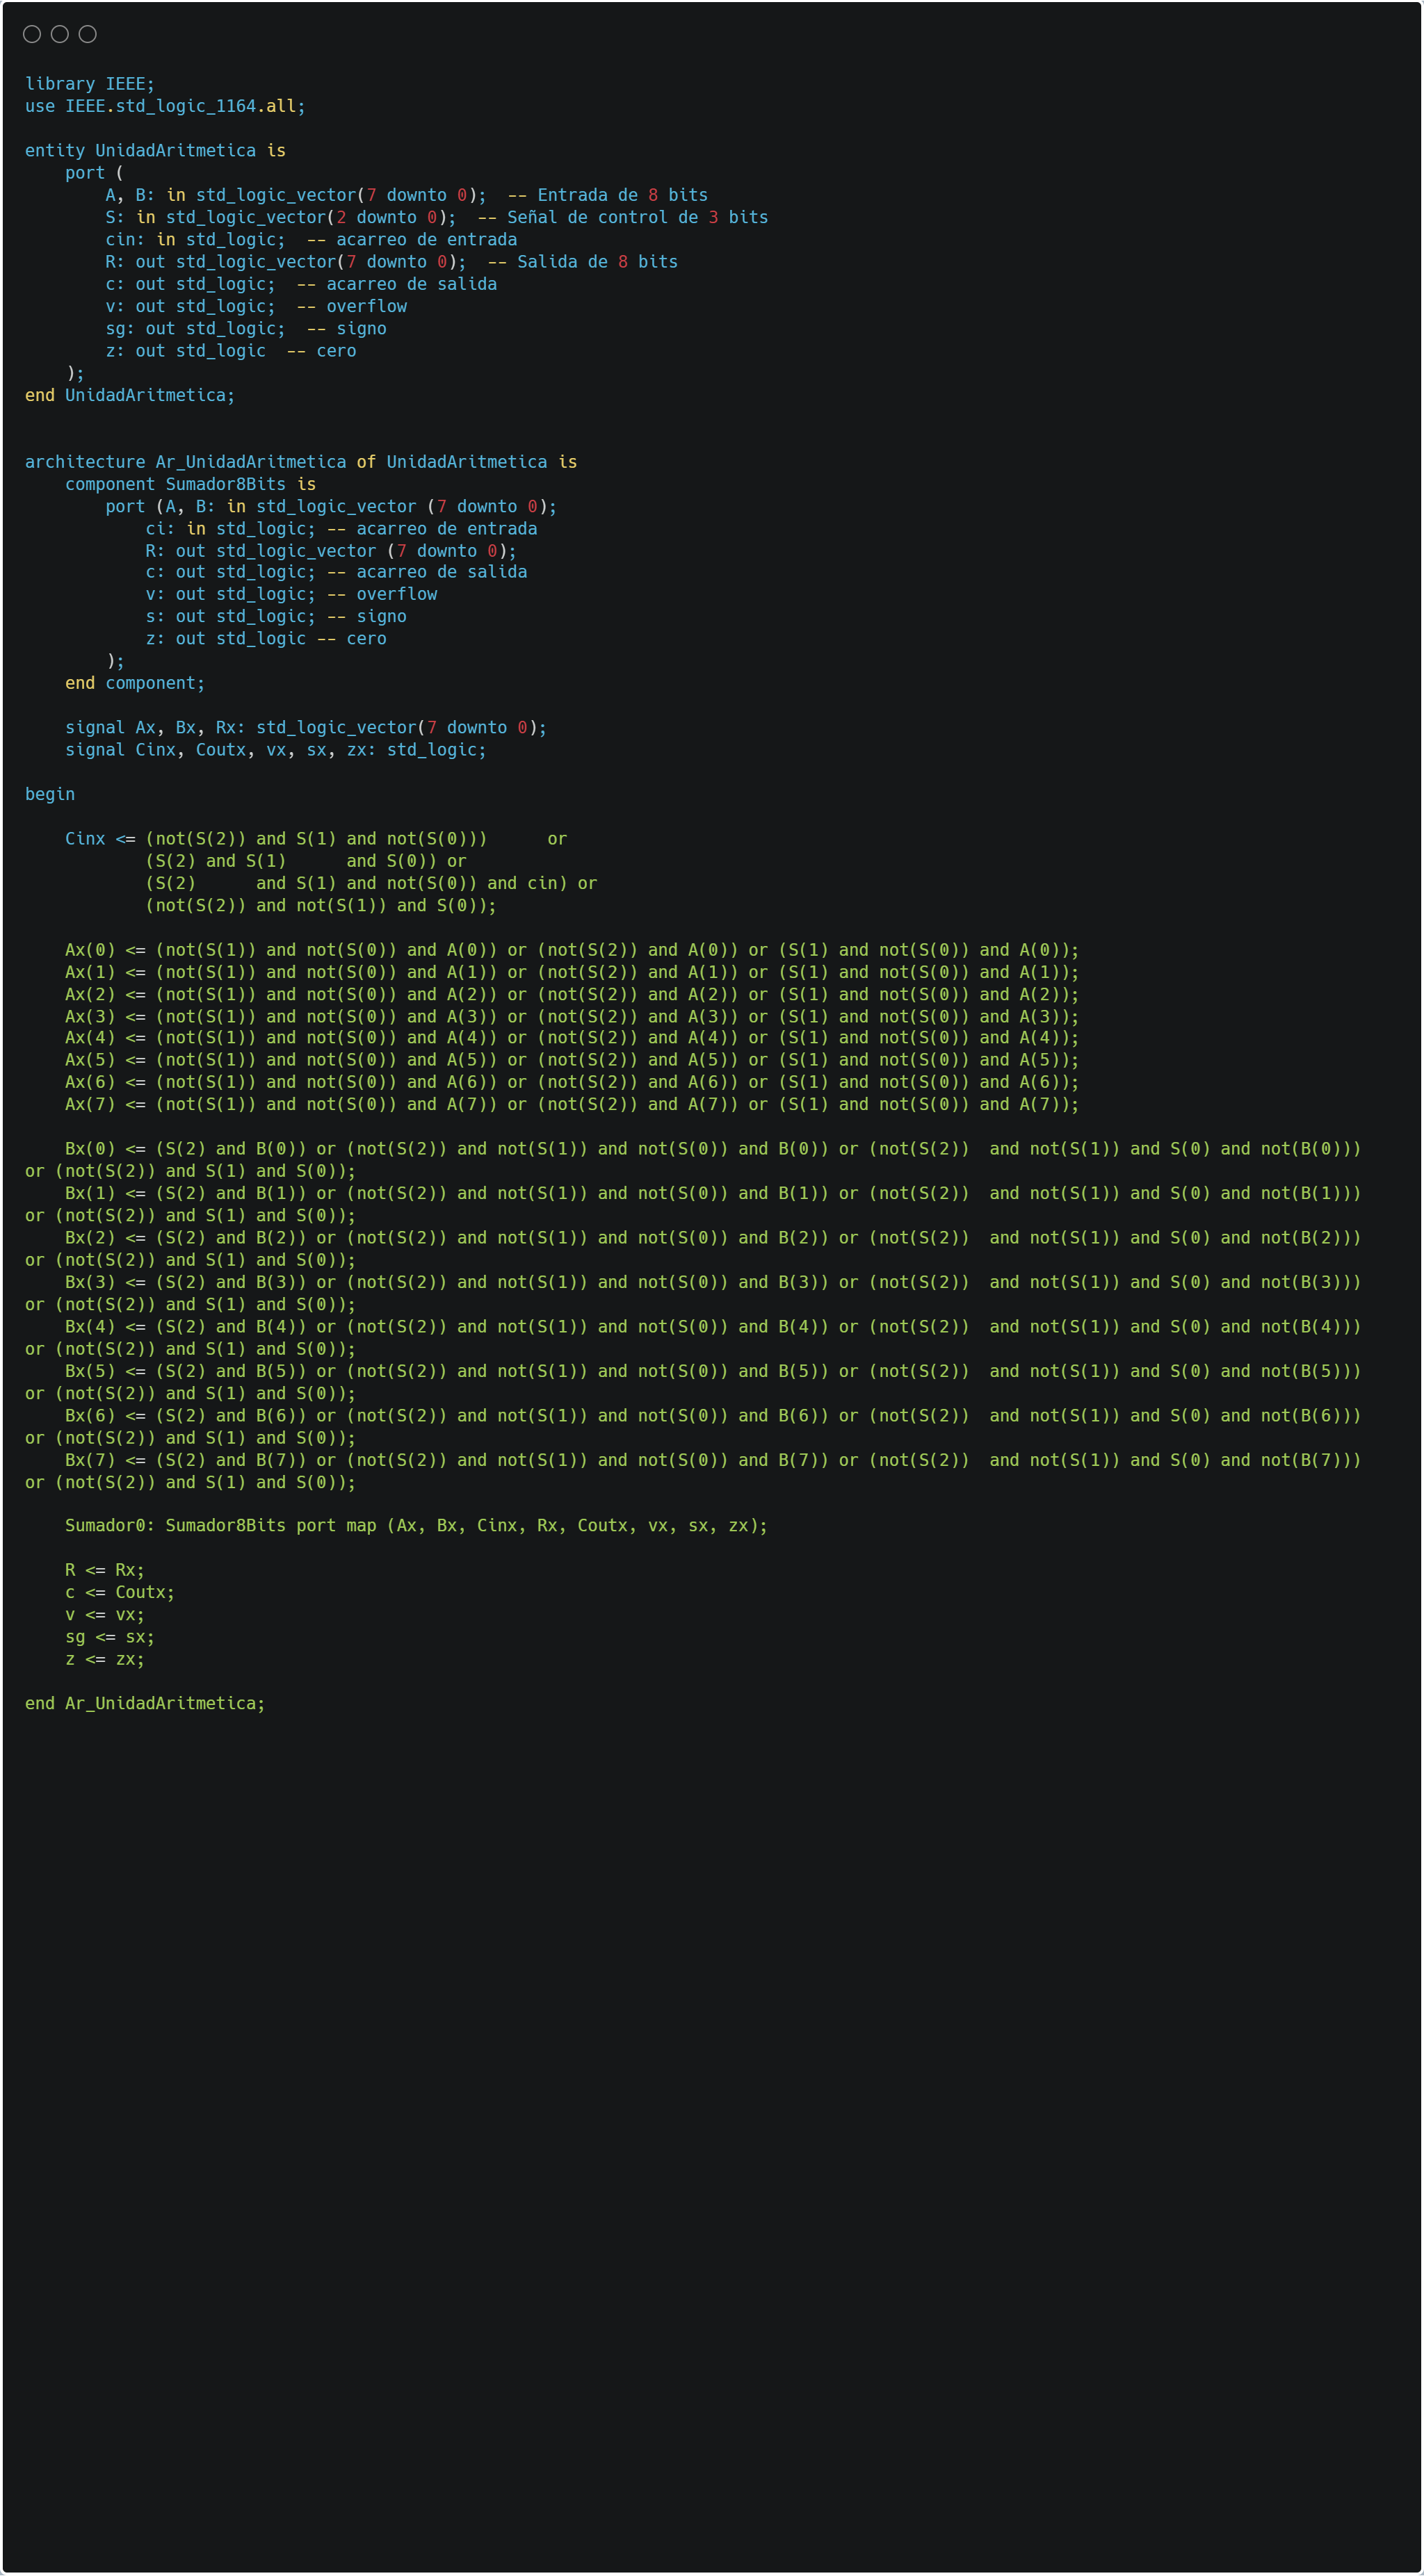 library IEEE;
use IEEE.std_logic_1164.all;

entity UnidadAritmetica is
    port (
        A, B: in std_logic_vector(7 downto 0);  -- Entrada de 8 bits
        S: in std_logic_vector(2 downto 0);  -- Señal de control de 3 bits
        cin: in std_logic;  -- acarreo de entrada
        R: out std_logic_vector(7 downto 0);  -- Salida de 8 bits
        c: out std_logic;  -- acarreo de salida
        v: out std_logic;  -- overflow
        sg: out std_logic;  -- signo
        z: out std_logic  -- cero
    );
end UnidadAritmetica;


architecture Ar_UnidadAritmetica of UnidadAritmetica is
    component Sumador8Bits is
        port (A, B: in std_logic_vector (7 downto 0);
            ci: in std_logic; -- acarreo de entrada
            R: out std_logic_vector (7 downto 0);
            c: out std_logic; -- acarreo de salida
            v: out std_logic; -- overflow
            s: out std_logic; -- signo
            z: out std_logic -- cero
        );
    end component;

    signal Ax, Bx, Rx: std_logic_vector(7 downto 0);
    signal Cinx, Coutx, vx, sx, zx: std_logic;

begin

    Cinx <= (not(S(2)) and S(1) and not(S(0)))      or
            (S(2) and S(1)      and S(0)) or
            (S(2)      and S(1) and not(S(0)) and cin) or
            (not(S(2)) and not(S(1)) and S(0));

    Ax(0) <= (not(S(1)) and not(S(0)) and A(0)) or (not(S(2)) and A(0)) or (S(1) and not(S(0)) and A(0));
    Ax(1) <= (not(S(1)) and not(S(0)) and A(1)) or (not(S(2)) and A(1)) or (S(1) and not(S(0)) and A(1));
    Ax(2) <= (not(S(1)) and not(S(0)) and A(2)) or (not(S(2)) and A(2)) or (S(1) and not(S(0)) and A(2));
    Ax(3) <= (not(S(1)) and not(S(0)) and A(3)) or (not(S(2)) and A(3)) or (S(1) and not(S(0)) and A(3));
    Ax(4) <= (not(S(1)) and not(S(0)) and A(4)) or (not(S(2)) and A(4)) or (S(1) and not(S(0)) and A(4));
    Ax(5) <= (not(S(1)) and not(S(0)) and A(5)) or (not(S(2)) and A(5)) or (S(1) and not(S(0)) and A(5));
    Ax(6) <= (not(S(1)) and not(S(0)) and A(6)) or (not(S(2)) and A(6)) or (S(1) and not(S(0)) and A(6));
    Ax(7) <= (not(S(1)) and not(S(0)) and A(7)) or (not(S(2)) and A(7)) or (S(1) and not(S(0)) and A(7));

    Bx(0) <= (S(2) and B(0)) or (not(S(2)) and not(S(1)) and not(S(0)) and B(0)) or (not(S(2))  and not(S(1)) and S(0) and not(B(0)))
or (not(S(2)) and S(1) and S(0));
    Bx(1) <= (S(2) and B(1)) or (not(S(2)) and not(S(1)) and not(S(0)) and B(1)) or (not(S(2))  and not(S(1)) and S(0) and not(B(1)))
or (not(S(2)) and S(1) and S(0));
    Bx(2) <= (S(2) and B(2)) or (not(S(2)) and not(S(1)) and not(S(0)) and B(2)) or (not(S(2))  and not(S(1)) and S(0) and not(B(2)))
or (not(S(2)) and S(1) and S(0));
    Bx(3) <= (S(2) and B(3)) or (not(S(2)) and not(S(1)) and not(S(0)) and B(3)) or (not(S(2))  and not(S(1)) and S(0) and not(B(3)))
or (not(S(2)) and S(1) and S(0));
    Bx(4) <= (S(2) and B(4)) or (not(S(2)) and not(S(1)) and not(S(0)) and B(4)) or (not(S(2))  and not(S(1)) and S(0) and not(B(4)))
or (not(S(2)) and S(1) and S(0));
    Bx(5) <= (S(2) and B(5)) or (not(S(2)) and not(S(1)) and not(S(0)) and B(5)) or (not(S(2))  and not(S(1)) and S(0) and not(B(5)))
or (not(S(2)) and S(1) and S(0));
    Bx(6) <= (S(2) and B(6)) or (not(S(2)) and not(S(1)) and not(S(0)) and B(6)) or (not(S(2))  and not(S(1)) and S(0) and not(B(6)))
or (not(S(2)) and S(1) and S(0));
    Bx(7) <= (S(2) and B(7)) or (not(S(2)) and not(S(1)) and not(S(0)) and B(7)) or (not(S(2))  and not(S(1)) and S(0) and not(B(7)))
or (not(S(2)) and S(1) and S(0));

    Sumador0: Sumador8Bits port map (Ax, Bx, Cinx, Rx, Coutx, vx, sx, zx);

    R <= Rx;
    c <= Coutx;
    v <= vx;
    sg <= sx;
    z <= zx;

end Ar_UnidadAritmetica;